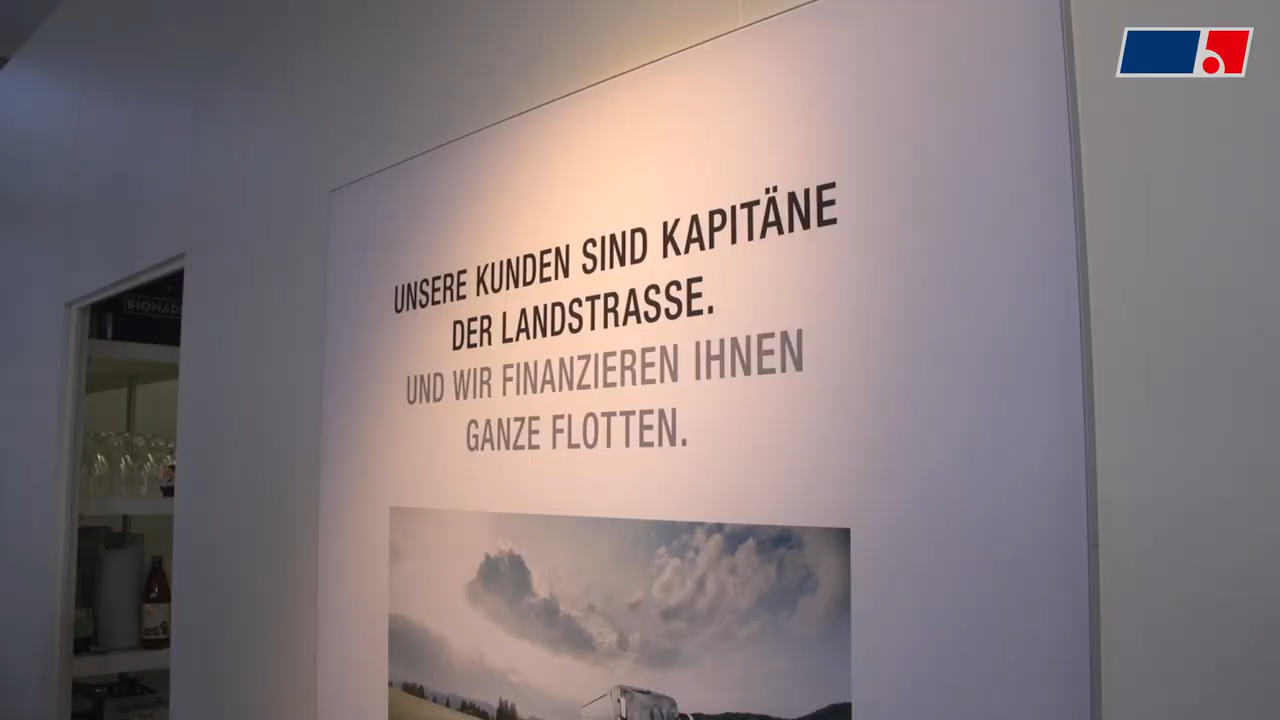 UNSERE KUNDEN SIND KAPITÄNE
DER LANDSTRASSE.
UND WIR FINANZIEREN IHNEN
GANZE FLOTTEN.